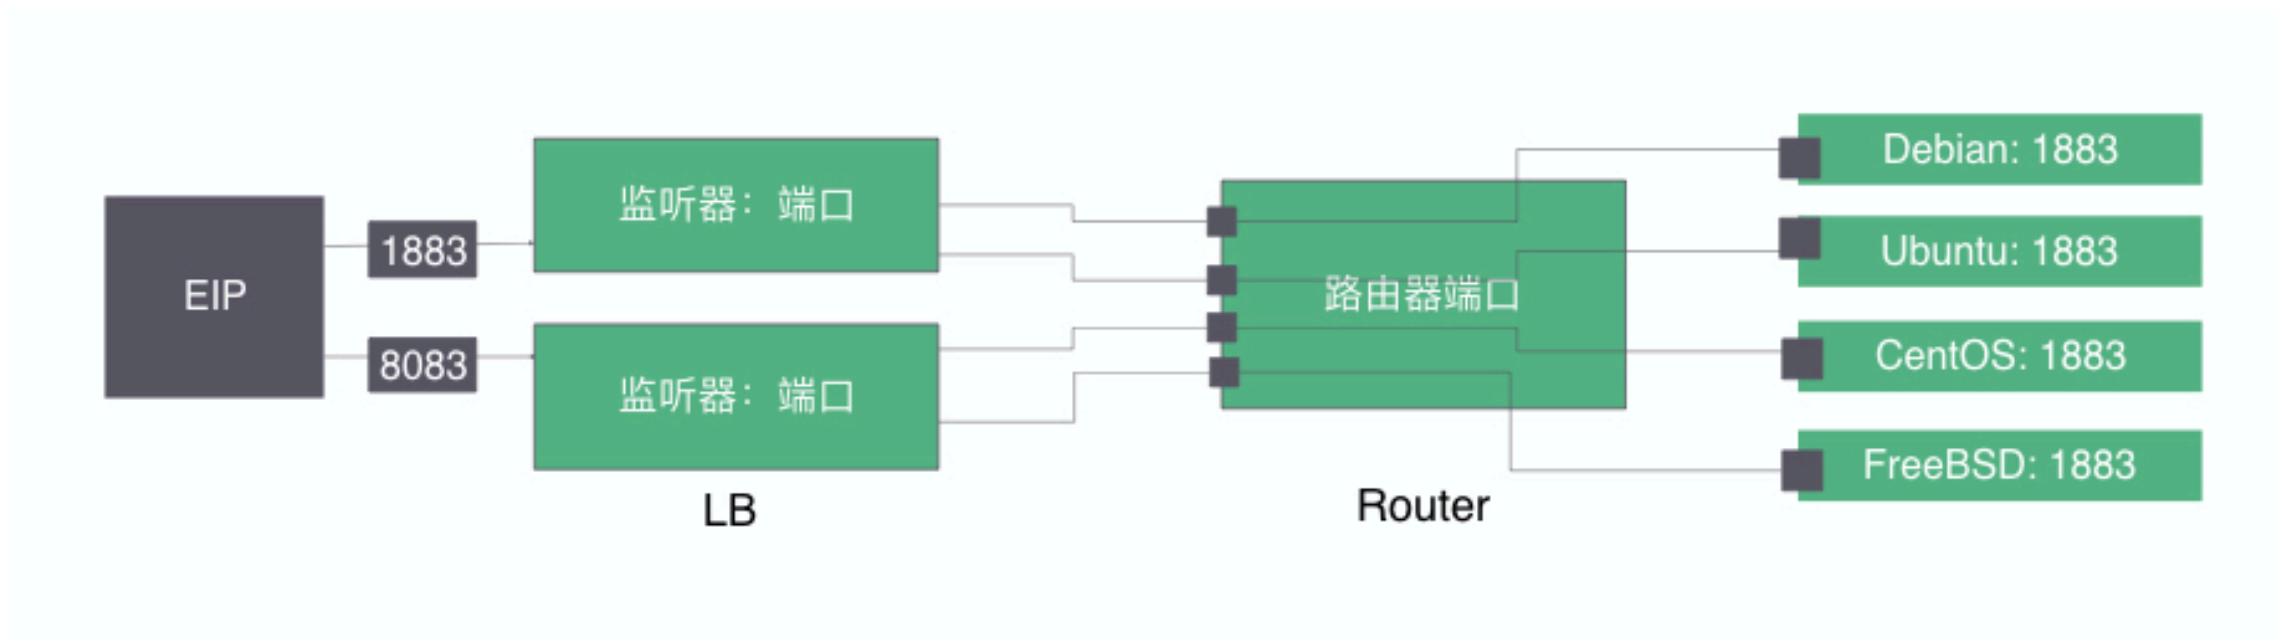 EIP
1883
8083
监听器：端口
监听器：端口
LB
路由器端口
Router
Debian: 1883
Ubuntu: 1883
CentOS: 1883
FreeBSD: 1883